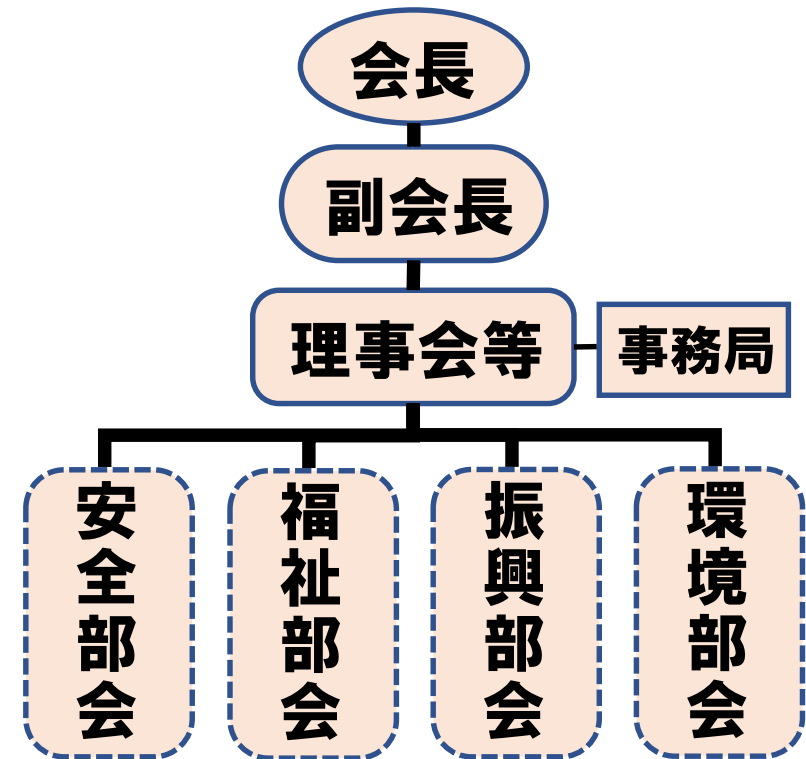 会長
副会長
理事会等
事務局
安全部会
福祉部会
振興部会
環境部会